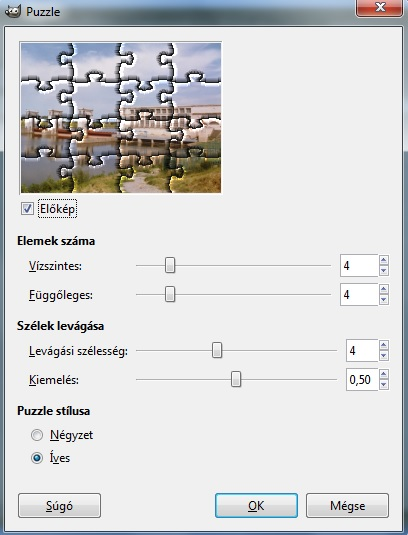 Puzzle
Előkép
Elemek száma
Vízszintes: 4
Függőleges: 4
Szélek levágása
Levágási szélesség: 4
Kiemelés: 0,50
Puzzle stílusa
Négyzet
Íves
Súgó OK Mégse